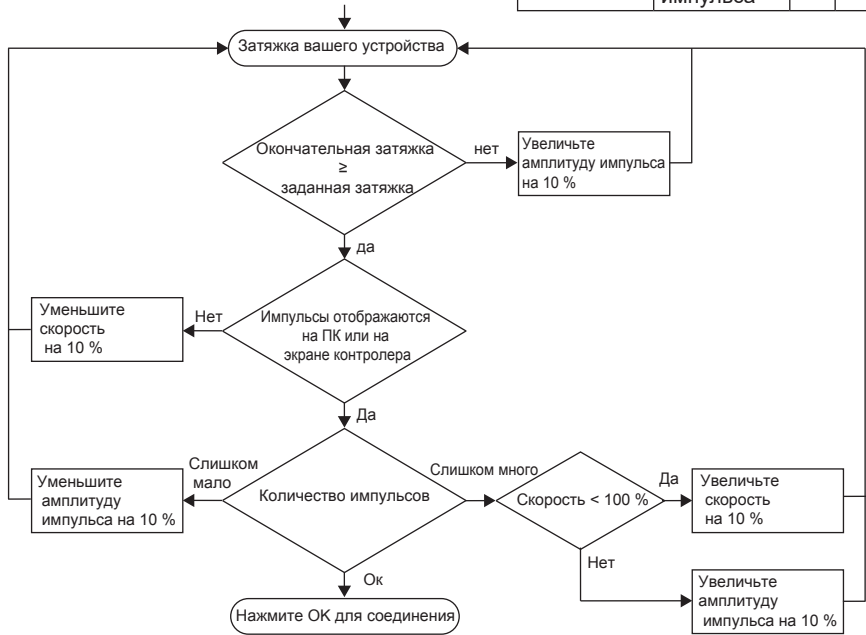 импульса
Затяжка вашего устройства
Окончательная затяжка
≥
заданная затяжка
нет
Увеличьте
амплитуду импульса
на 10 %
да
Импульсы отображаются
на ПК или на
экране контролера
Нет
Уменьшите
скорость
на 10 %
Да
Количество импульсов
Слишком
мало
Уменьшите
амплитуду
импульса на 10 %
Слишком много
Скорость < 100 %
Да
Увеличьте
скорость
на 10 %
Нет
Увеличьте
амплитуду
импульса на 10 %
Ок
Нажмите OK для соединения